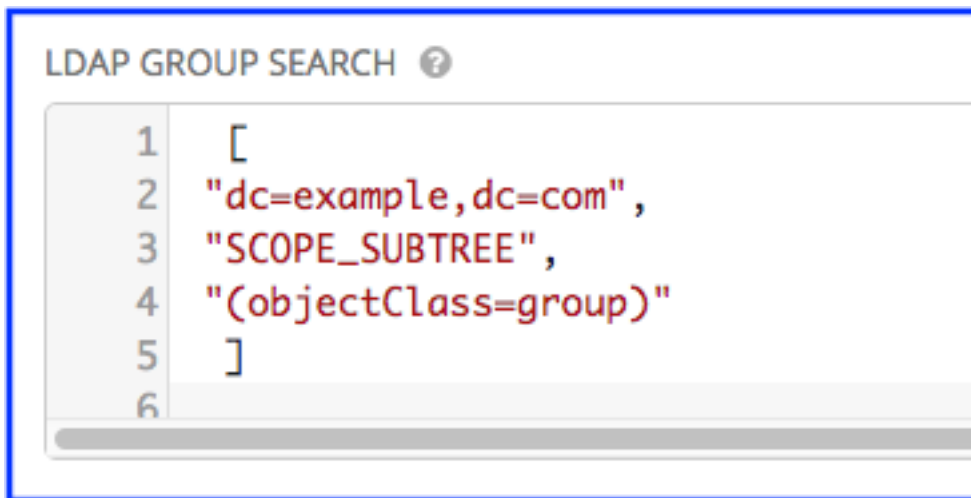 LDAP GROUP SEARCH ?
1 [
2 "dc=example,dc=com",
3 "SCOPE_SUBTREE",
4 "(objectClass=group)"
5 ]
6